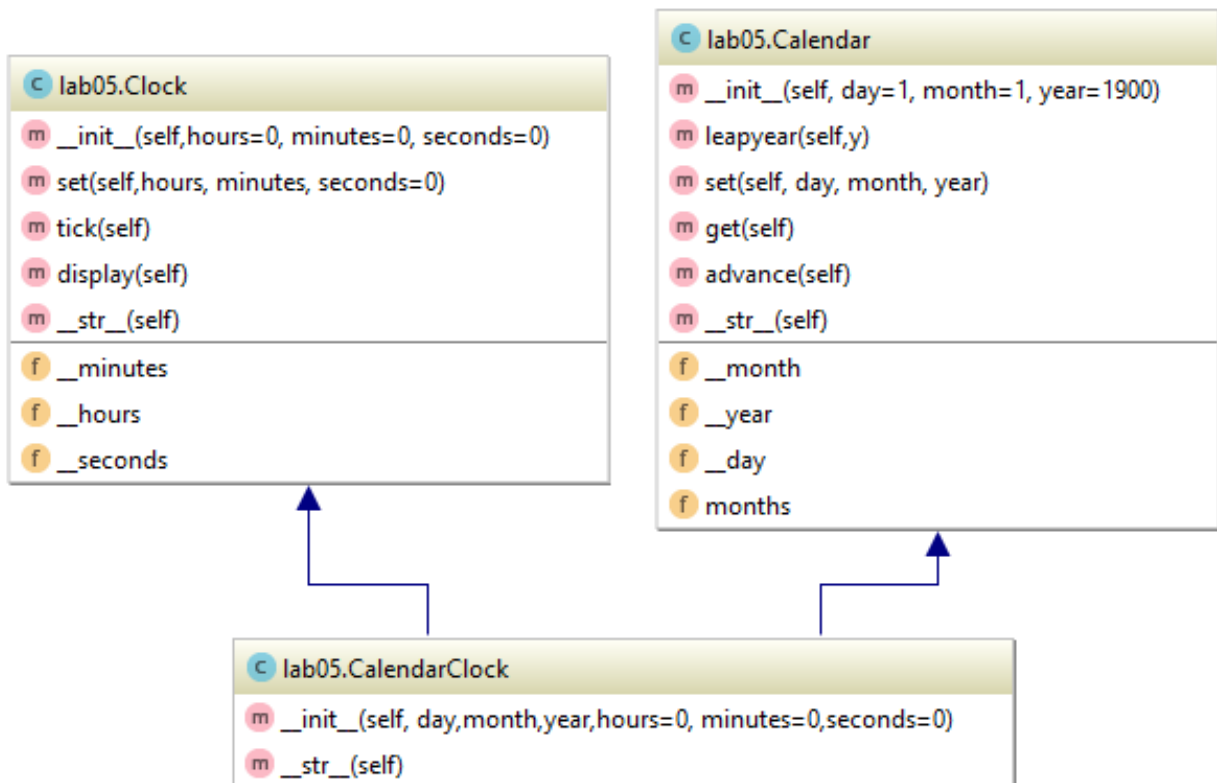 c lab05.Clock
m __init__(self,hours=0, minutes=0, seconds=0)
m set(self,hours, minutes, seconds=0)
m tick(self)
m display(self)
m __str__(self)
f __minutes
f __hours
f __seconds
c lab05.Calendar
m __init__(self, day=1, month=1, year=1900)
m leapyear(self,y)
m set(self, day, month, year)
m get(self)
m advance(self)
m __str__(self)
f __month
f __year
f __day
f months
c lab05.CalendarClock
m __init__(self, day,month,year,hours=0, minutes=0,seconds=0)
m __str__(self)